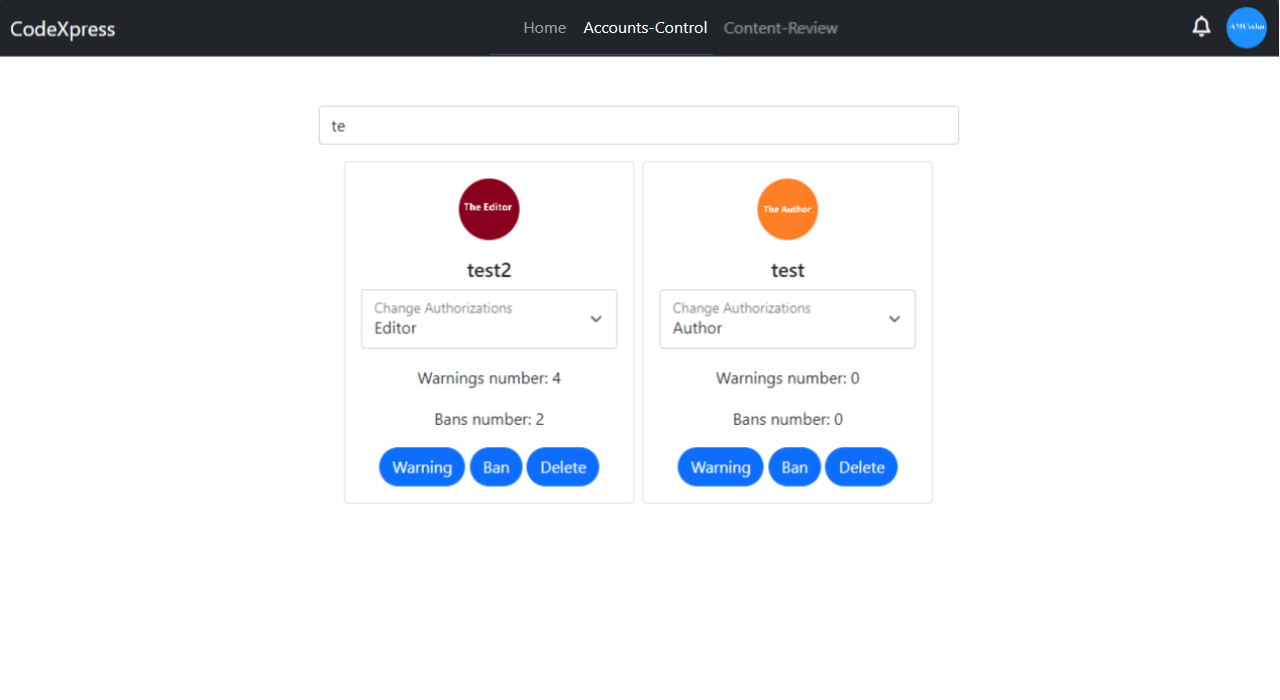 CodeXpress
Home Accounts-Control Content-Review
te
The Editor
test2
Change Authorizations
Editor
Warnings number: 4
Bans number: 2
Warning Ban Delete
The Author
test
Change Authorizations
Author
Warnings number: 0
Bans number: 0
Warning Ban Delete